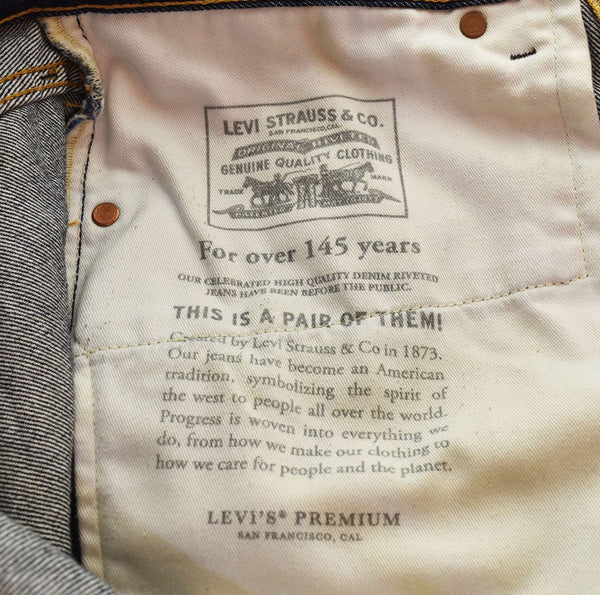 LEVI STRAUSS & CO.
SAN FRANCISCO, CAL.
ORIGINAL RIVETED
GENUINE QUALITY CLOTHING
TRADE MARK
For over 145 years
OUR CELEBRATED HIGH QUALITY DENIM RIVETED
JEANS HAVE BEEN BEFORE THE PUBLIC.
THIS IS A PAIR OF THEM!
Created by Levi Strauss & Co in 1873.
Our jeans have become an American
tradition, symbolizing the spirit of
the west to people all over the world.
Progress is woven into everything we
do, from how we make our clothing to
how we care for people and the planet.
LEVI'S® PREMIUM
SAN FRANCISCO, CAL